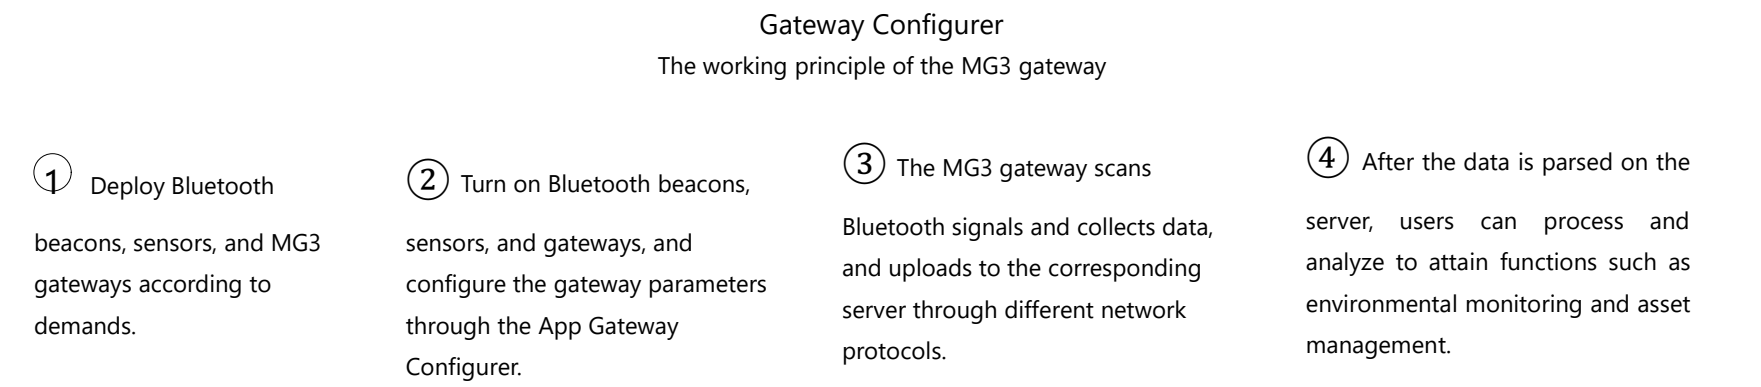 Gateway Configurer
The working principle of the MG3 gateway
① Deploy Bluetooth
beacons, sensors, and MG3
gateways according to
demands.
② Turn on Bluetooth beacons,
sensors, and gateways, and
configure the gateway parameters
through the App Gateway
Configurer.
③ The MG3 gateway scans
Bluetooth signals and collects data,
and uploads to the corresponding
server through different network
protocols.
④ After the data is parsed on the
server, users can process and
analyze to attain functions such as
environmental monitoring and asset
management.